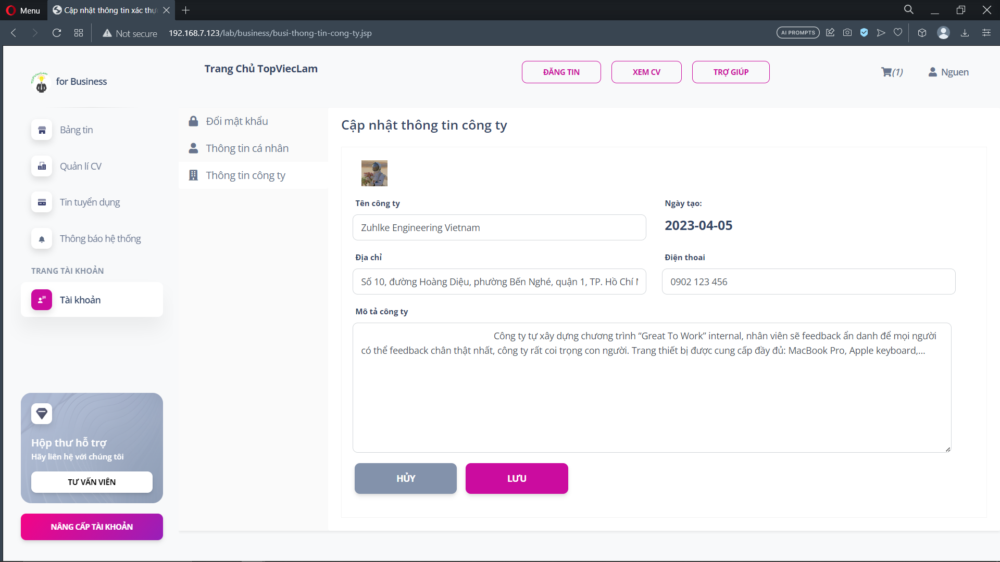 Menu
Cập nhật thông tin xác thực
Not secure
192.168.7.123/lab/business/busi-thong-tin-cong-ty.jsp
AI PROMPTS
TOPViecLam
for Business
Trang Chủ TopViecLam
ĐĂNG TIN
XEM CV
TRỢ GIÚP
(1)
Nguen
Bảng tin
Quản lí CV
Tin tuyển dụng
Thông báo hệ thống
TRANG TÀI KHOẢN
Tài khoản
Hộp thư hỗ trợ
Hãy liên hệ với chúng tôi
TƯ VẤN VIÊN
NÂNG CẤP TÀI KHOẢN
Đổi mật khẩu
Thông tin cá nhân
Thông tin công ty
Cập nhật thông tin công ty
Tên công ty
Zuhlke Engineering Vietnam
Ngày tạo:
2023-04-05
Địa chỉ
Số 10, đường Hoàng Diệu, phường Bến Nghé, quận 1, TP. Hồ Chí
Điện thoai
0902 123 456
Mô tả công ty
Công ty tự xây dựng chương trình “Great To Work” internal, nhân viên sẽ feedback ẩn danh để mọi người
có thể feedback chân thật nhất, công ty rất coi trọng con người. Trang thiết bị được cung cấp đầy đủ: MacBook Pro, Apple keyboard,...
HỦY
LƯU